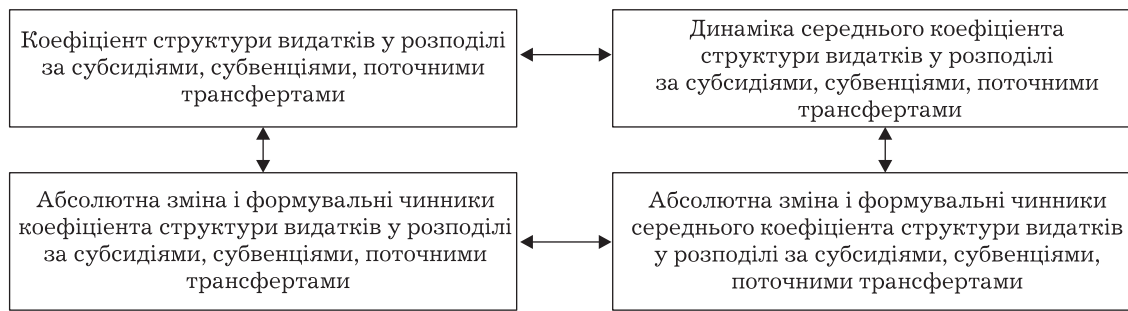 Коефіцієнт структури видатків у розподілі
за субсидіями, субвенціями, поточними
трансфертами
Динаміка середнього коефіцієнта
структури видатків у розподілі
за субсидіями, субвенціями, поточними
трансфертами
Абсолютна зміна і формувальні чинники
коефіцієнта структури видатків у розподілі
за субсидіями, субвенціями, поточними
трансфертами
Абсолютна зміна і формувальні чинники
середнього коефіцієнта структури видатків
у розподілі за субсидіями, субвенціями,
поточними трансфертами